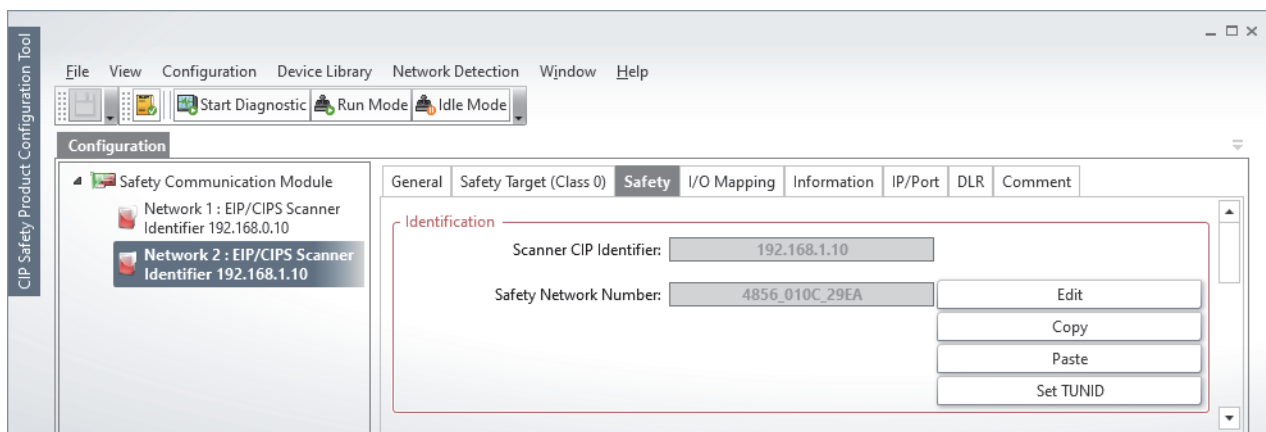 CIP Safety Product Configuration Tool
File View Configuration Device Library Network Detection Window Help
Start Diagnostic Run Mode Idle Mode
Configuration
Safety Communication Module
Network 1 : EIP/CIPS Scanner
Identifier 192.168.0.10
Network 2 : EIP/CIPS Scanner
Identifier 192.168.1.10
General Safety Target (Class 0) Safety I/O Mapping Information IP/Port DLR Comment
Identification
Scanner CIP Identifier: 192.168.1.10
Safety Network Number: 4856_010C_29EA Edit
Copy
Paste
Set TUNID